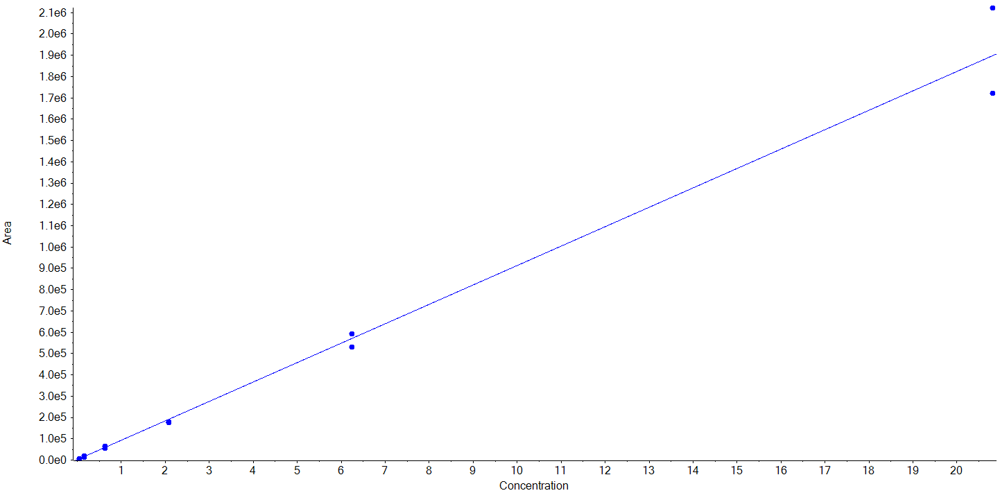 2.1e6
2.0e6
1.9e6
1.8e6
1.7e6
1.6e6
1.5e6
1.4e6
1.3e6
1.2e6
1.1e6
1.0e6
9.0e5
8.0e5
7.0e5
6.0e5
5.0e5
4.0e5
3.0e5
2.0e5
1.0e5
0.0e0
Area
1 2 3 4 5 6 7 8 9 10 11 12 13 14 15 16 17 18 19 20
Concentration